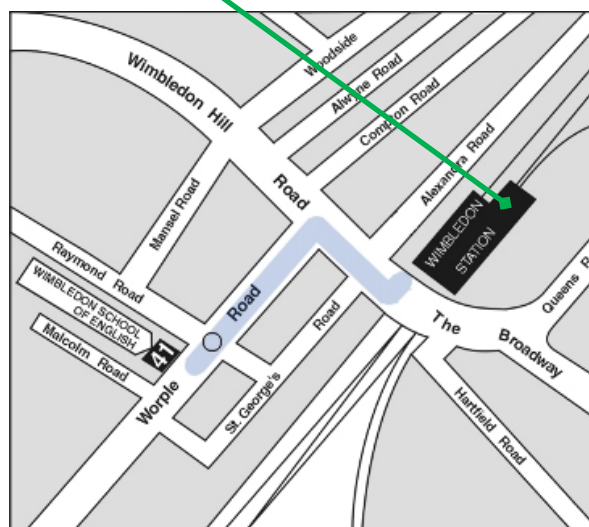 Woodside
Wimbledon Hill
Road
Alwyne Road
Compton Road
Alexandra Road
Mansel Road
WIMBLEDON
STATION
Raymond Road
WIMBLEDON SCHOOL
OF ENGLISH
41
Malcolm Road
Worple
Road
St. George's
Road
The
Broadway
Queens R
Hartfield Road